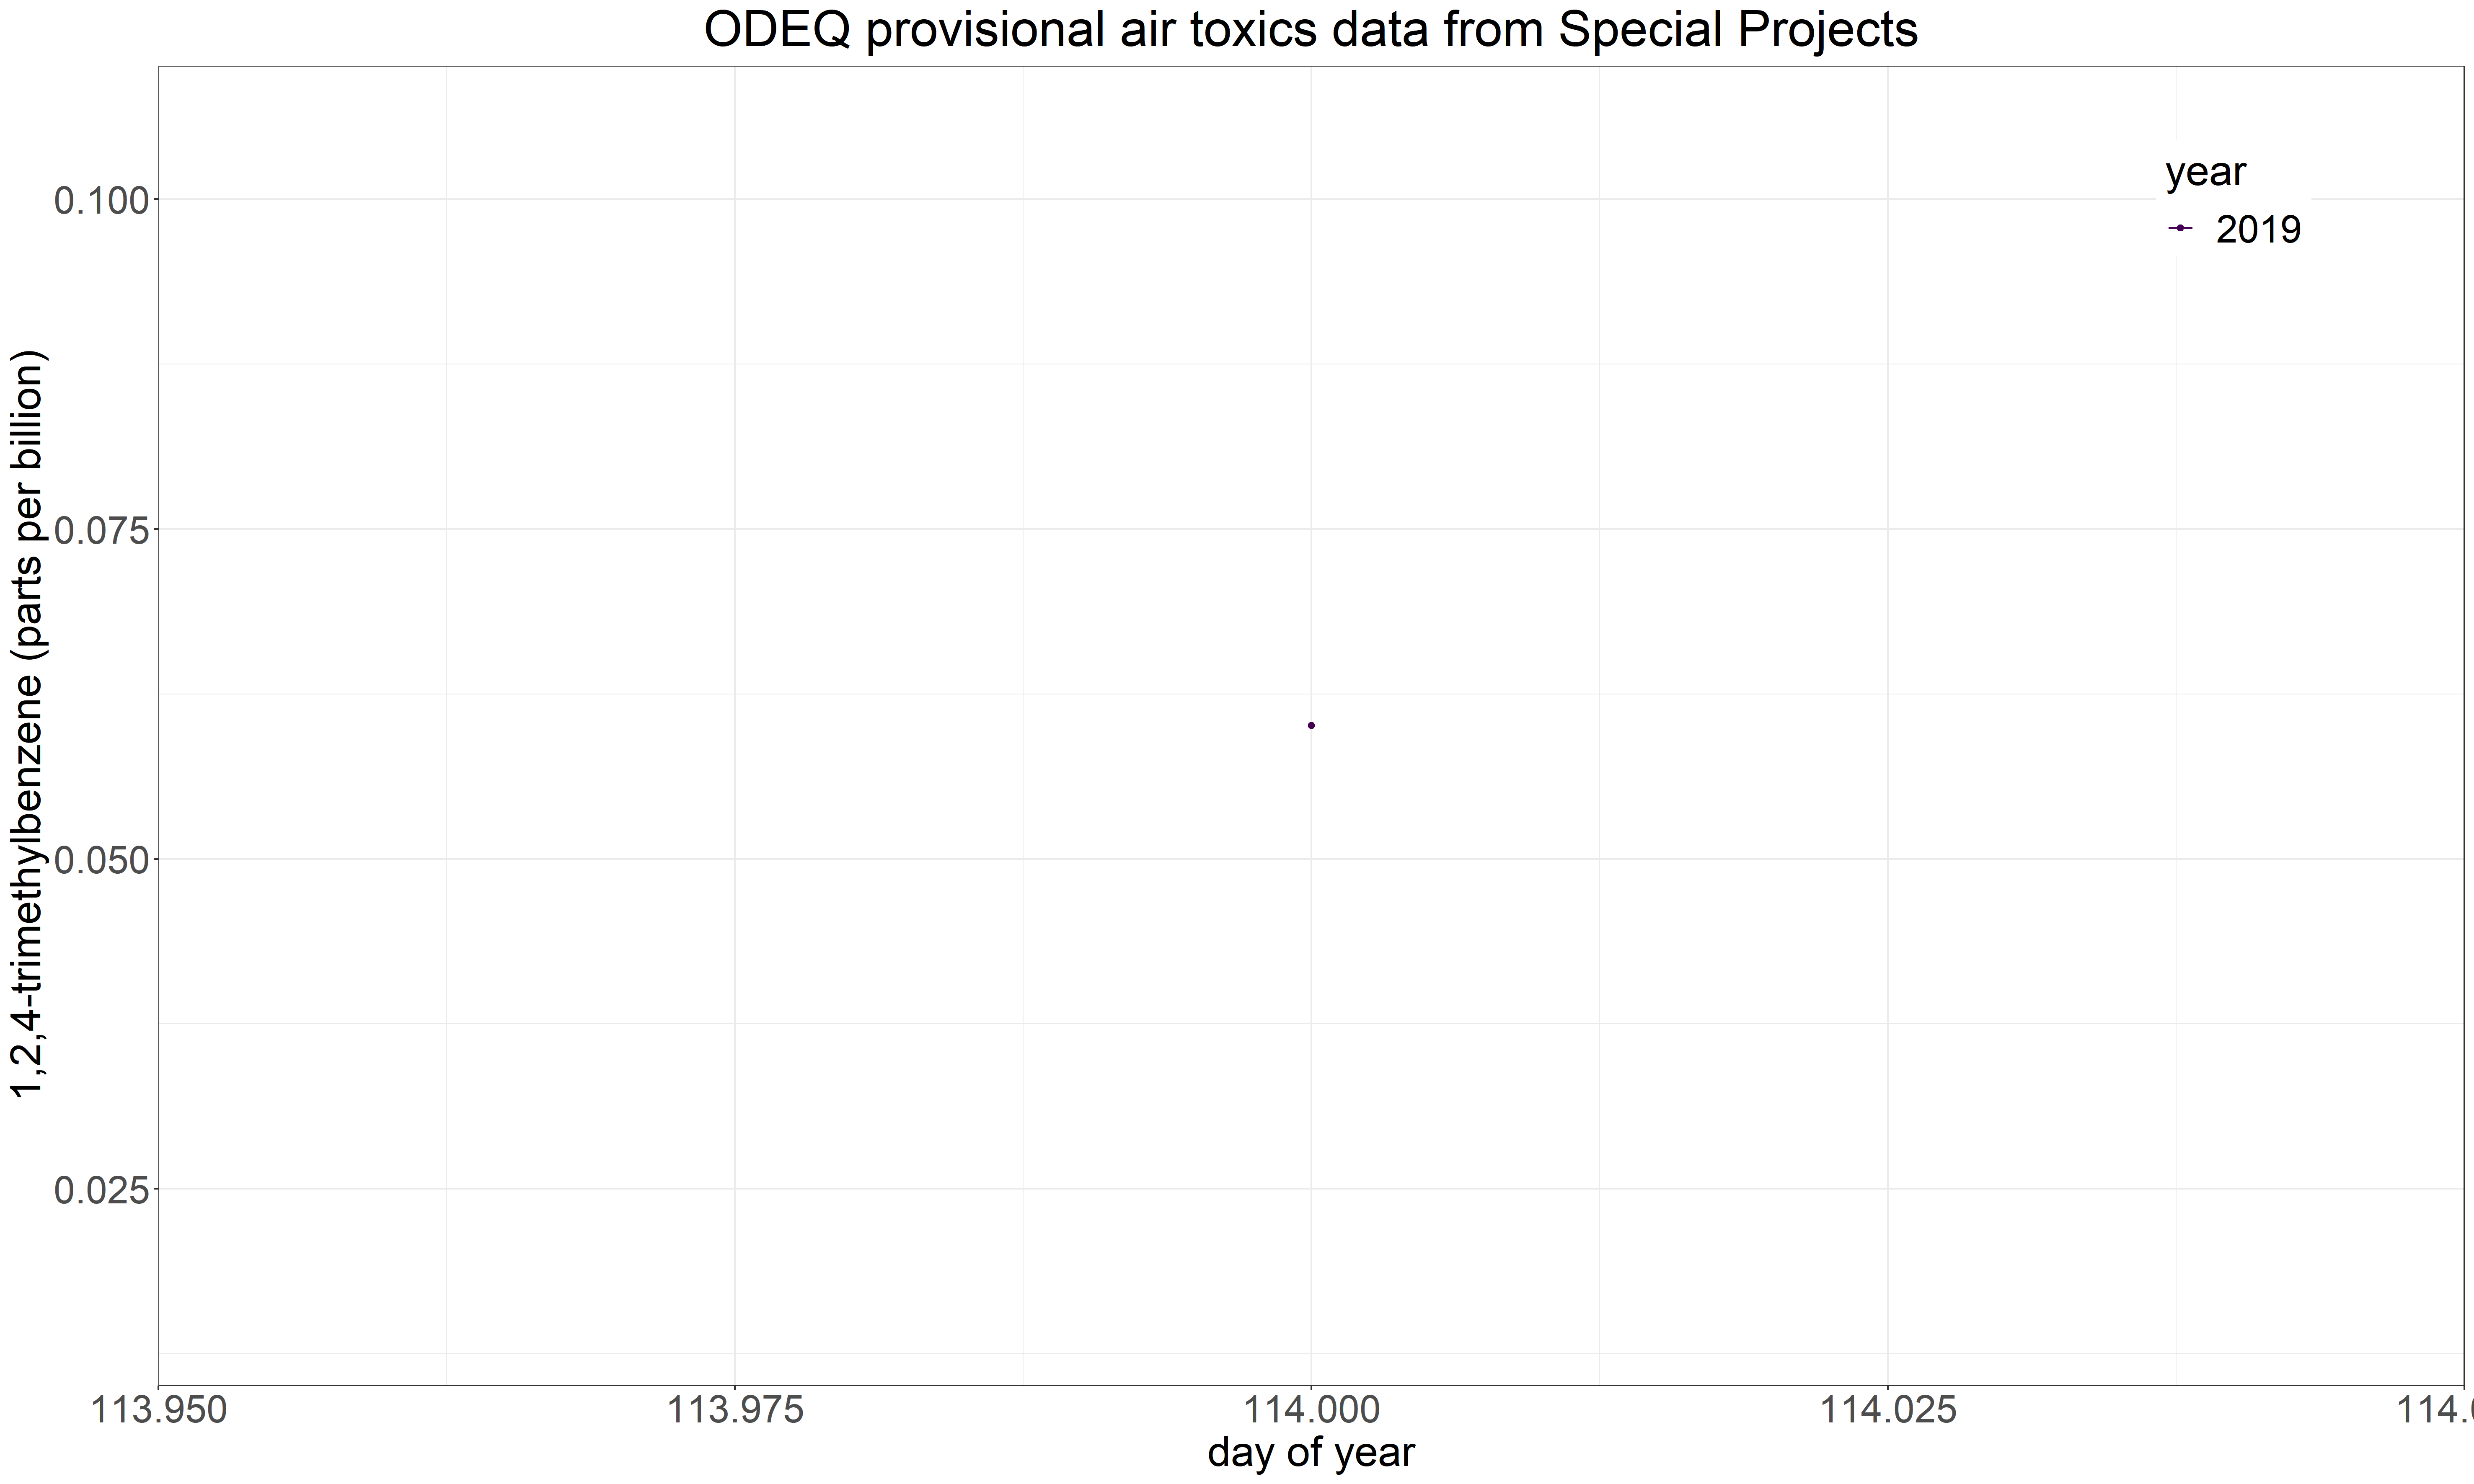 ODEQ provisional air toxics data from Special Projects
year
2019
1,2,4-trimethylbenzene (parts per billion)
0.100
0.075
0.050
0.025
113.950 113.975 114.000 114.025
day of year